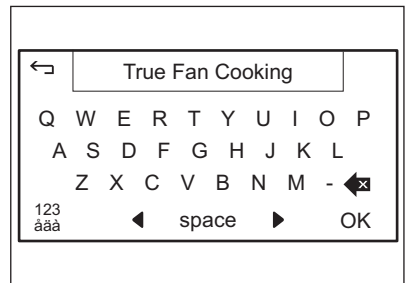 True Fan Cooking
Q W E R T Y U I O P
A S D F G H J K L
Z X C V B N M -
123 space OK
åäà